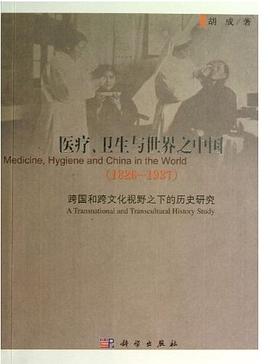 胡 成/著
医疗、卫生与世界之中国
Medicine, Hygiene and China in the World
(1820—1937)
跨国和跨文化视野之下的历史研究
A Transnational and Transcultural History Study
科学出版社